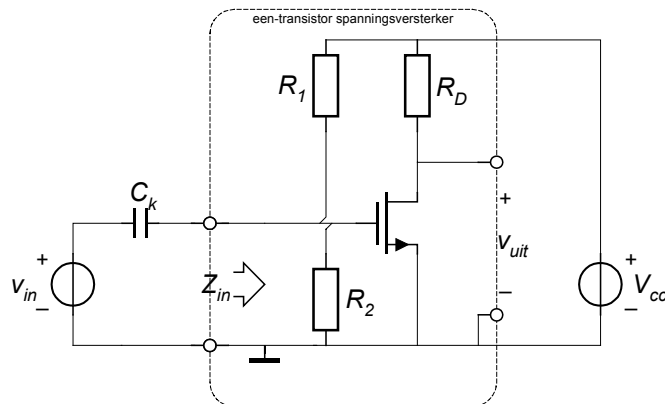 een-transistor spanningsversterker
R1
RD
Ck
+
+
vuit
+
vin
Zin
Vcc
−
−
R2
−